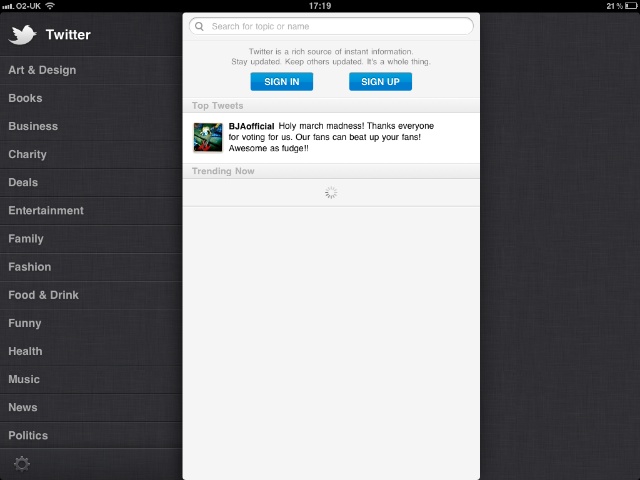 O2-UK
17:19
21%
Twitter
Art & Design
Books
Business
Charity
Deals
Entertainment
Family
Fashion
Food & Drink
Funny
Health
Music
News
Politics
Search for topic or name
Twitter is a rich source of instant information.
Stay updated. Keep others updated. It's a whole thing.
SIGN IN
SIGN UP
Top Tweets
BJAofficial Holy march madness! Thanks everyone
for voting for us. Our fans can beat up your fans!
Awesome as fudge!!
Trending Now